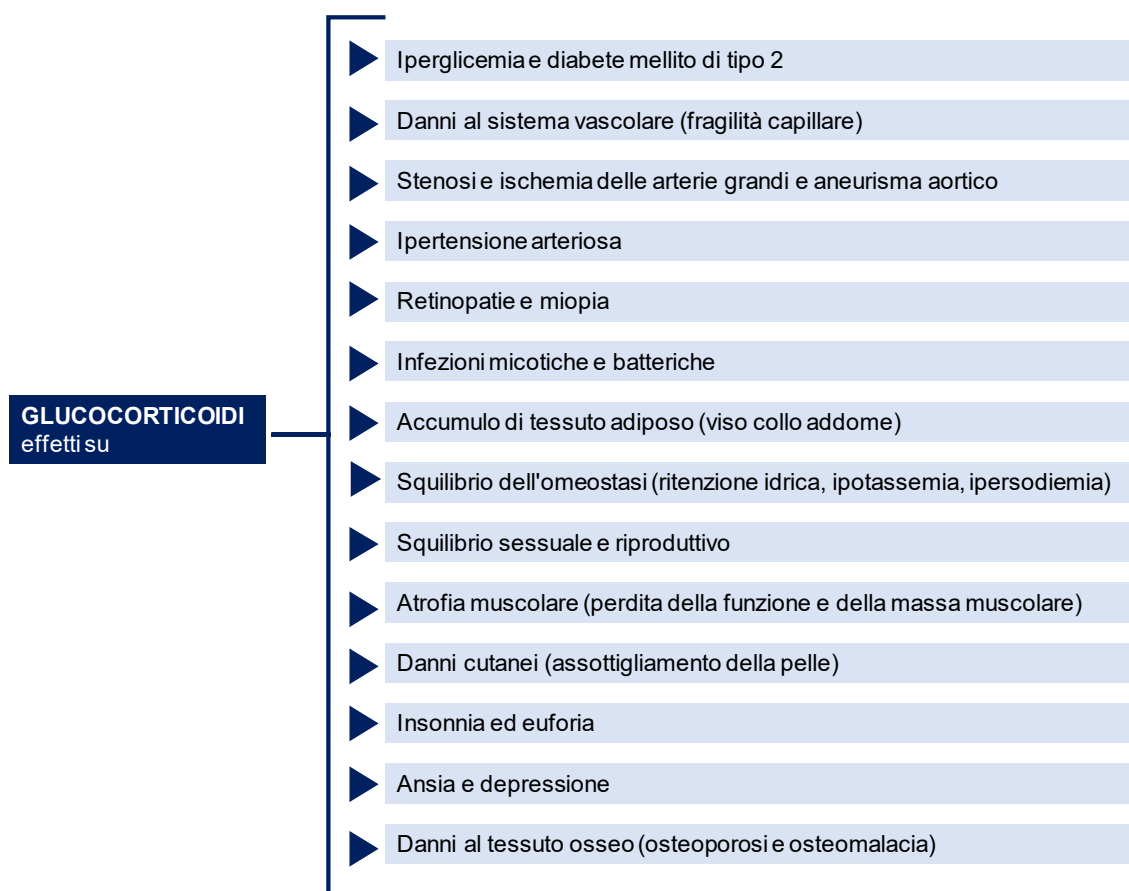 Iperglicemia e diabete mellito di tipo 2
Danni al sistema vascolare (fragilità capillare)
Stenosi e ischemia delle arterie grandi e aneurisma aortico
Ipertensione arteriosa
Retinopatie e miopia
Infezioni micotiche e batteriche
GLUCOCORTICOIDI
effetti su
Accumulo di tessuto adiposo (viso collo addome)
Squilibrio dell'omeostasi (ritenzione idrica, ipotassemia, ipersodiemia)
Squilibrio sessuale e riproduttivo
Atrofia muscolare (perdita della funzione e della massa muscolare)
Danni cutanei (assottigliamento della pelle)
Insonnia ed euforia
Ansia e depressione
Danni al tessuto osseo (osteoporosi e osteomalacia)